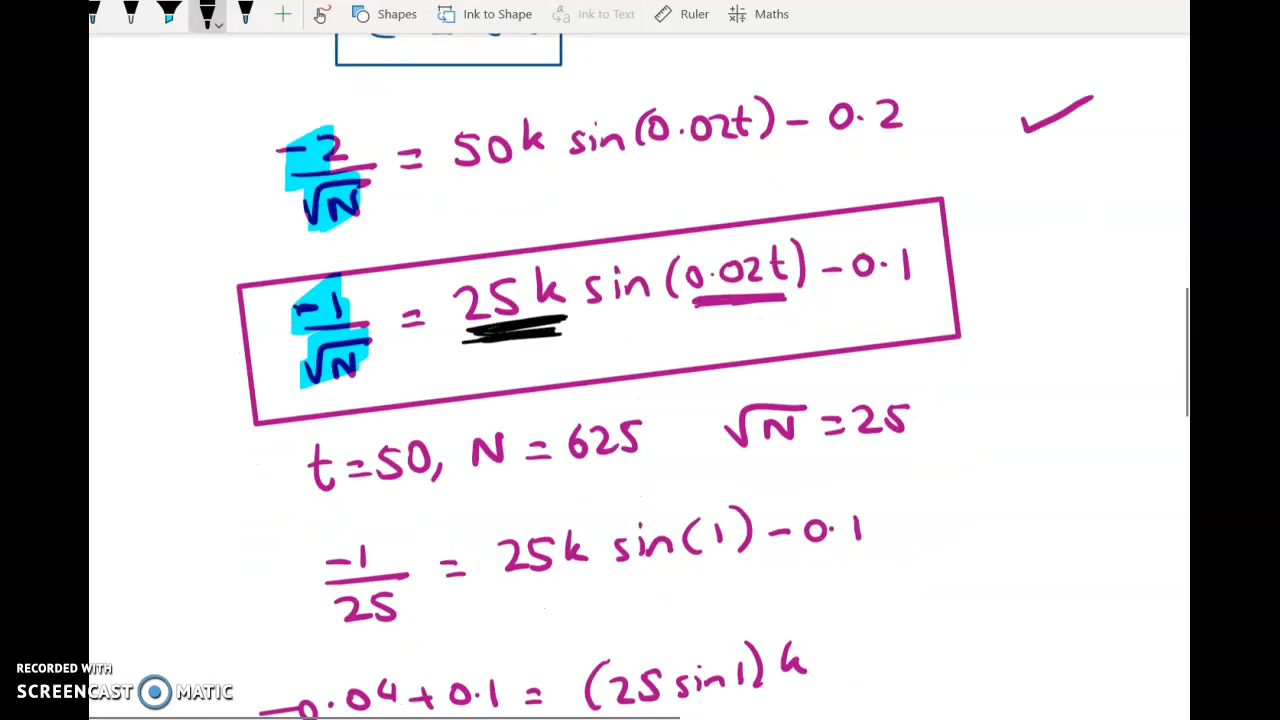 Shapes Ink to Shape Ink to Text Ruler Maths
-2/√N = 50k sin(0.02t) - 0.2
-1/√N = 25k sin(0.02t) - 0.1
t=50, N = 625 √N = 25
-1/25 = 25k sin(1) - 0.1
-0.04 + 0.1 = (25 sin1)k
RECORDED WITH
SCREENCAST MATIC